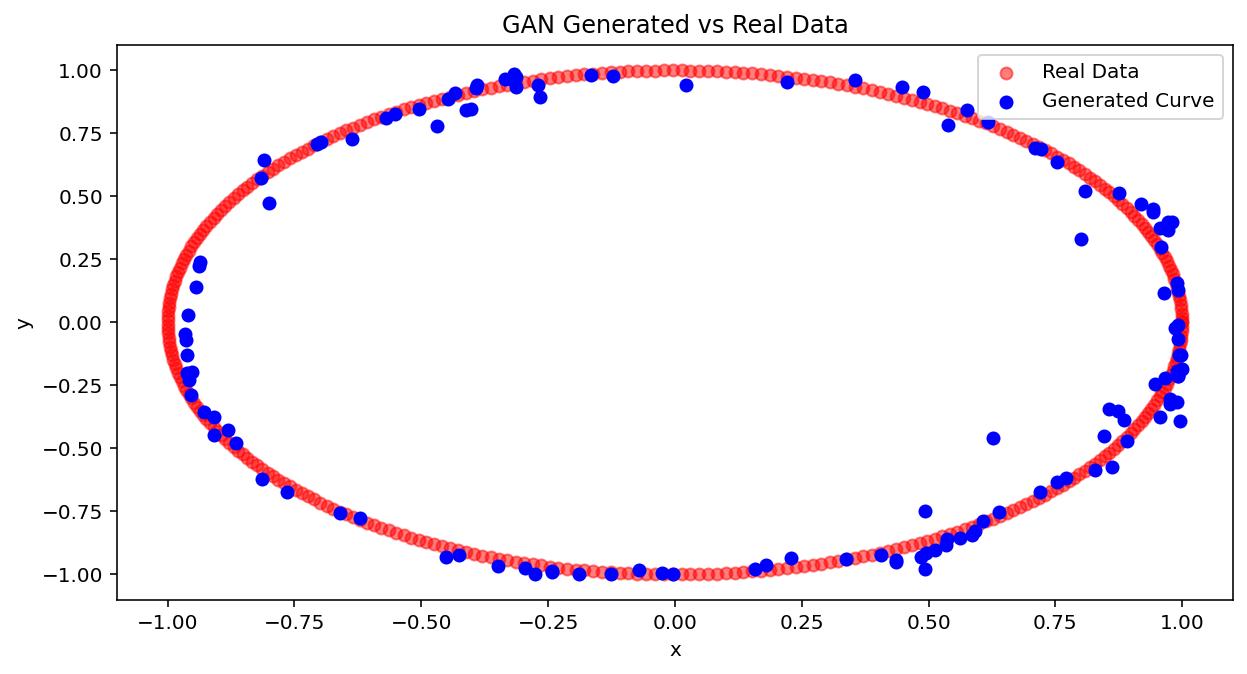 GAN Generated vs Real Data
Real Data
Generated Curve
1.00
0.75
0.50
0.25
0.00
−0.25
−0.50
−0.75
−1.00
y
−1.00 −0.75 −0.50 −0.25 0.00 0.25 0.50 0.75 1.00
x